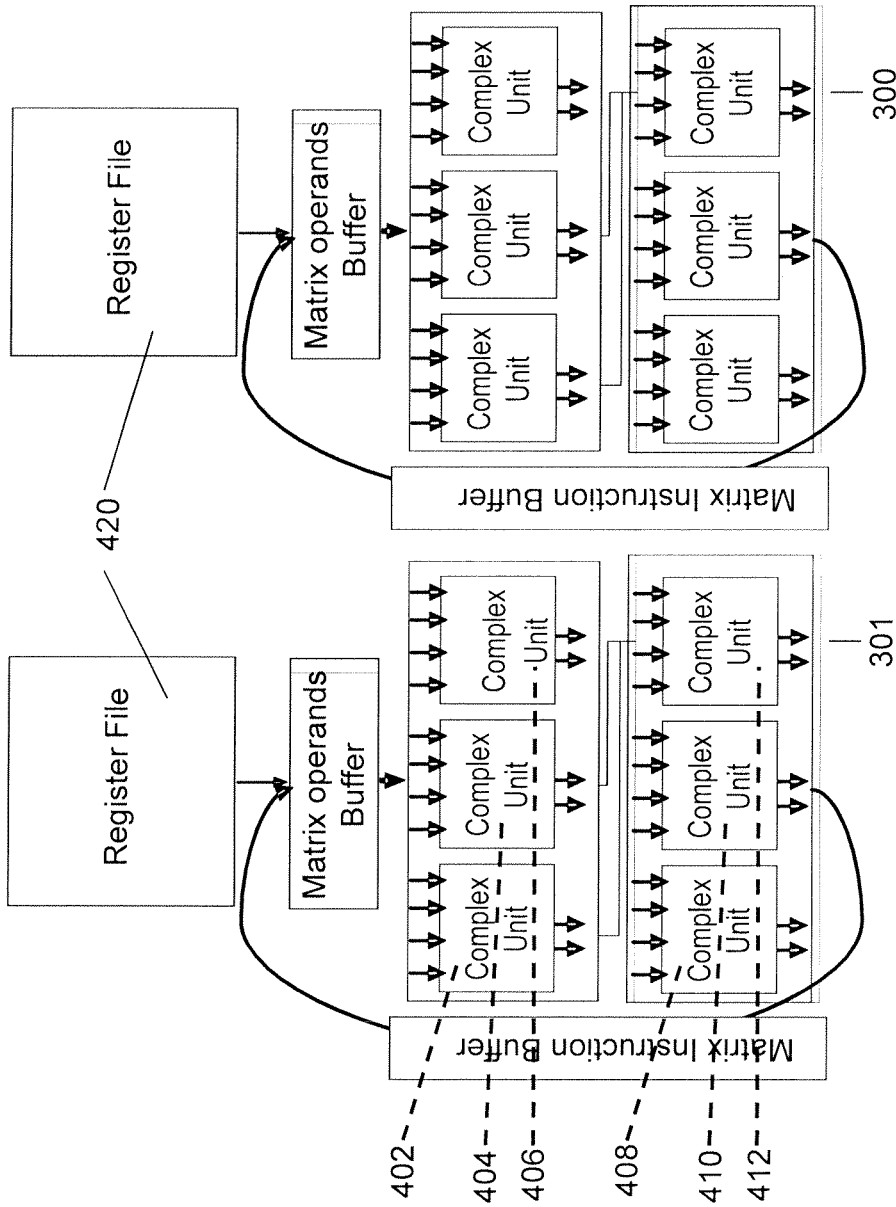 Register File
Register File
420
Matrix operands
Buffer
Matrix operands
Buffer
Matrix Instruction Buffer
Complex
Unit
Complex
Unit
Complex
Unit
Complex
Unit
Complex
Unit
Complex
Unit
Matrix Instruction Buffer
Complex
Unit
Complex
Unit
Complex
Unit
Complex
Unit
Complex
Unit
Complex
Unit
402
404
406
408
410
412
301
300